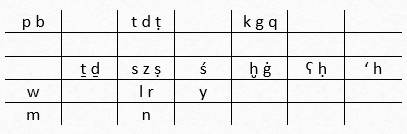 p b t d ṭ k g q
ṯ ḏ s z ṣ ś ḫ ġ ʕ ḥ ʻ h
w l r y
m n